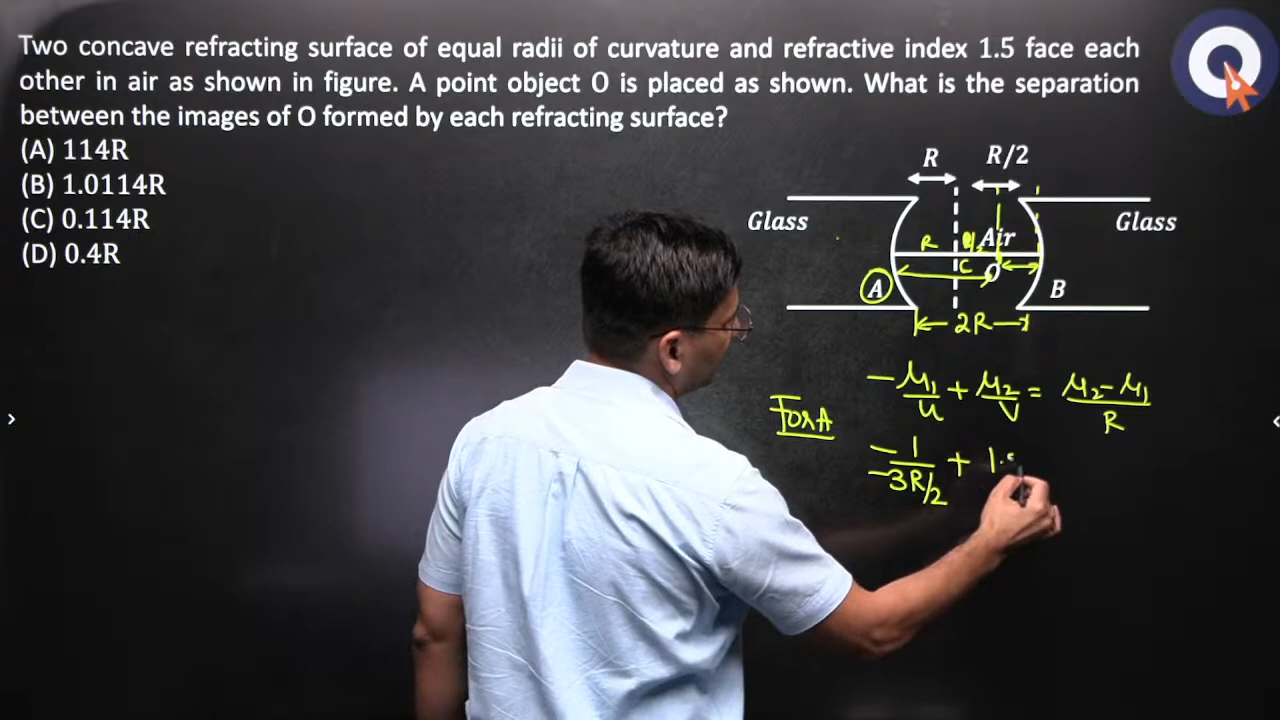 Two concave refracting surface of equal radii of curvature and refractive index 1.5 face each
other in air as shown in figure. A point object O is placed as shown. What is the separation
between the images of O formed by each refracting surface?
(A) 114R
(B) 1.0114R
(C) 0.114R
(D) 0.4R
R R/2
Glass Air Glass
R
C O
A B
2R
For A
-μ₁/u + μ₂/v = μ₂-μ₁/R
-1/-3R/2 + 1.5